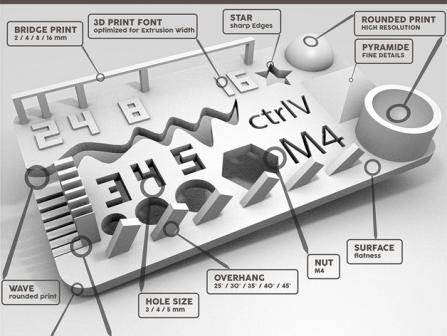 BRIDGE PRINT
2 / 4 / 8 / 16 mm
3D PRINT FONT
optimized for Extrusion Width
STAR
sharp Edges
ROUNDED PRINT
HIGH RESOLUTION
PYRAMIDE
FINE DETAILS
2 4 8 16
ctrlV
3 4 5
M4
WAVE
rounded print
HOLE SIZE
3 / 4 / 5 mm
OVERHANG
25° / 30° / 35° / 40° / 45°
NUT
M4
SURFACE
flatness